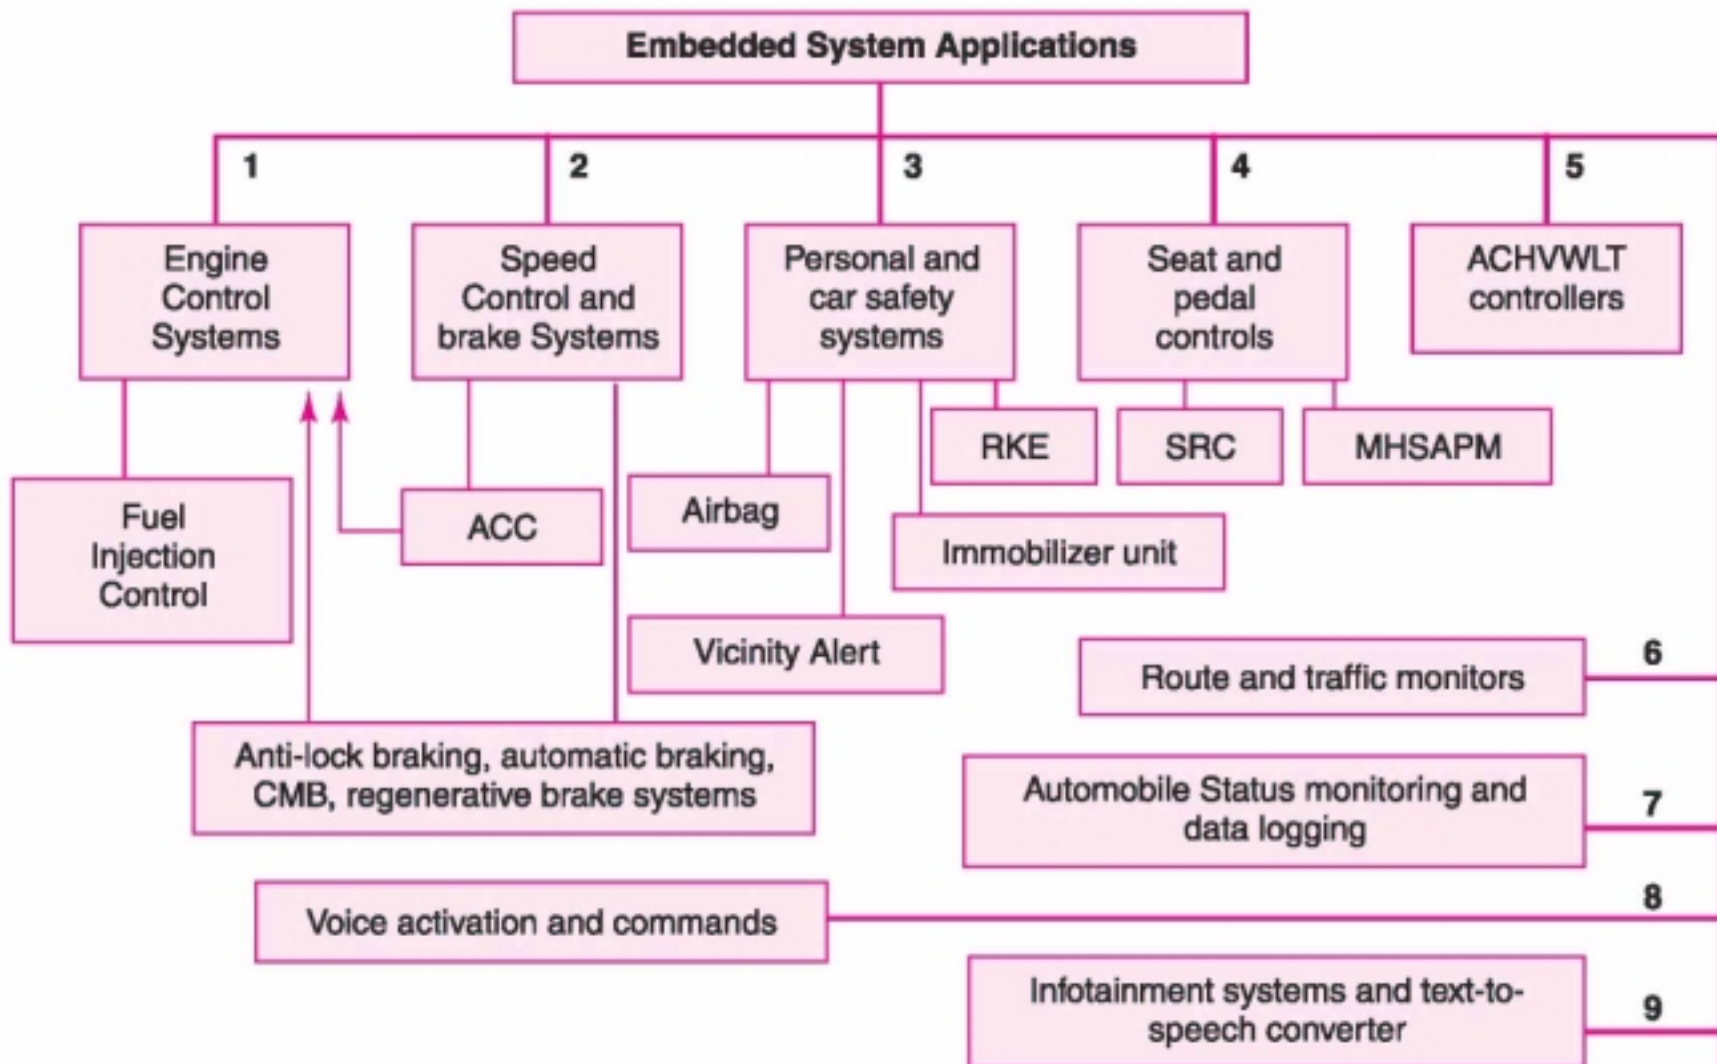 Embedded System Applications
1
2
3
4
5
Engine
Control
Systems
Speed
Control and
brake Systems
Personal and
car safety
systems
Seat and
pedal
controls
ACHVWLT
controllers
RKE
SRC
MHSAPM
Fuel
Injection
Control
ACC
Airbag
Immobilizer unit
Vicinity Alert
Route and traffic monitors
6
Anti-lock braking, automatic braking,
CMB, regenerative brake systems
Automobile Status monitoring and
data logging
7
Voice activation and commands
8
Infotainment systems and text-to-
speech converter
9